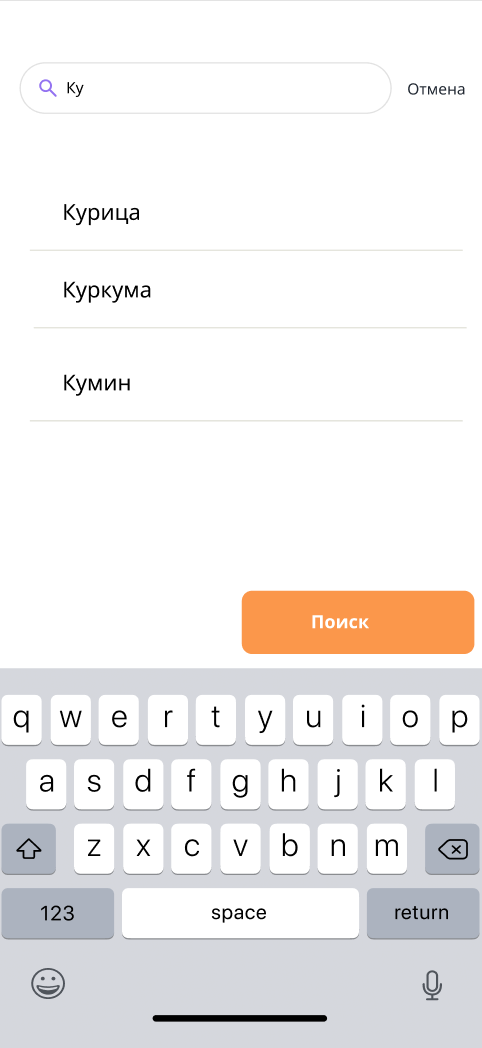 Ку
Отмена
Курица
Куркума
Кумин
Поиск
q w e r t y u i o p
a s d f g h j k l
z x c v b n m
123 space return